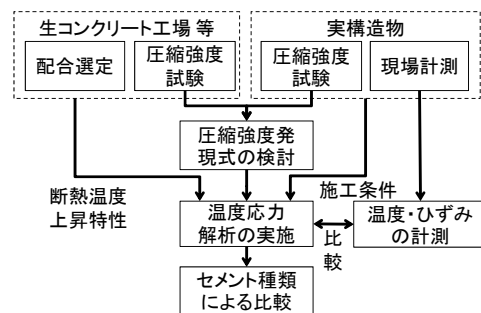 生コンクリート工場 等
実構造物
配合選定
圧縮強度
試験
圧縮強度
試験
現場計測
圧縮強度発
現式の検討
断熱温度
上昇特性
施工条件
温度応力
解析の実施
比
較
温度・ひずみ
の計測
セメント種類
による比較